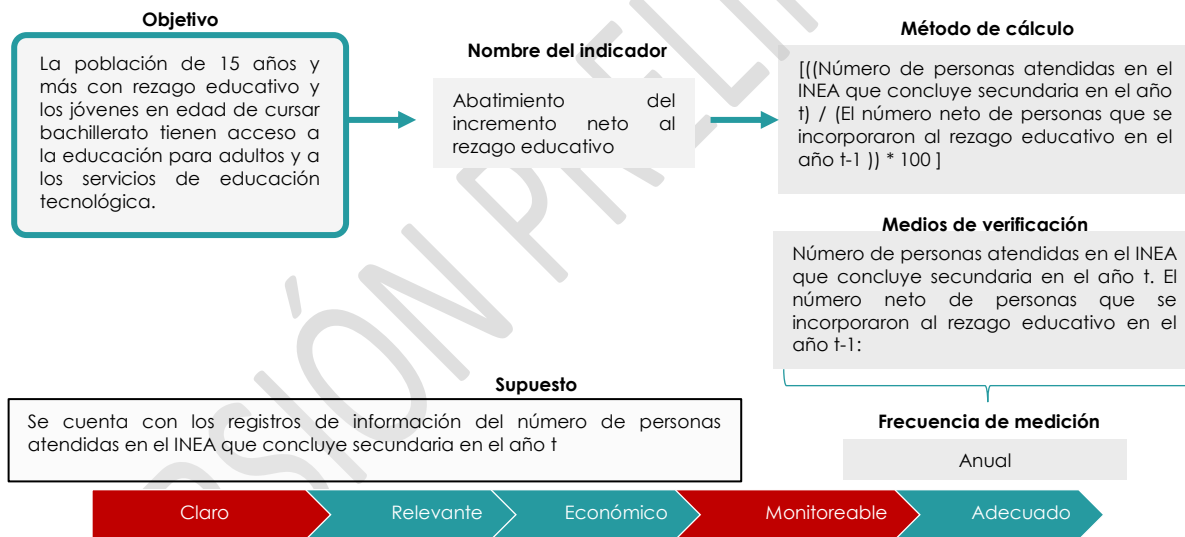 Objetivo
La población de 15 años y
más con rezago educativo y
los jóvenes en edad de cursar
bachillerato tienen acceso a
la educación para adultos y a
los servicios de educación
tecnológica.
Nombre del indicador
Abatimiento del
incremento neto al
rezago educativo
Método de cálculo
[((Número de personas atendidas en el
INEA que concluye secundaria en el año
t) / (El número neto de personas que se
incorporaron al rezago educativo en el
año t-1 )) * 100 ]
Medios de verificación
Número de personas atendidas en el INEA
que concluye secundaria en el año t. El
número neto de personas que se
incorporaron al rezago educativo en el
año t-1:
Supuesto
Se cuenta con los registros de información del número de personas
atendidas en el INEA que concluye secundaria en el año t
Frecuencia de medición
Anual
Claro
Relevante
Económico
Monitoreable
Adecuado